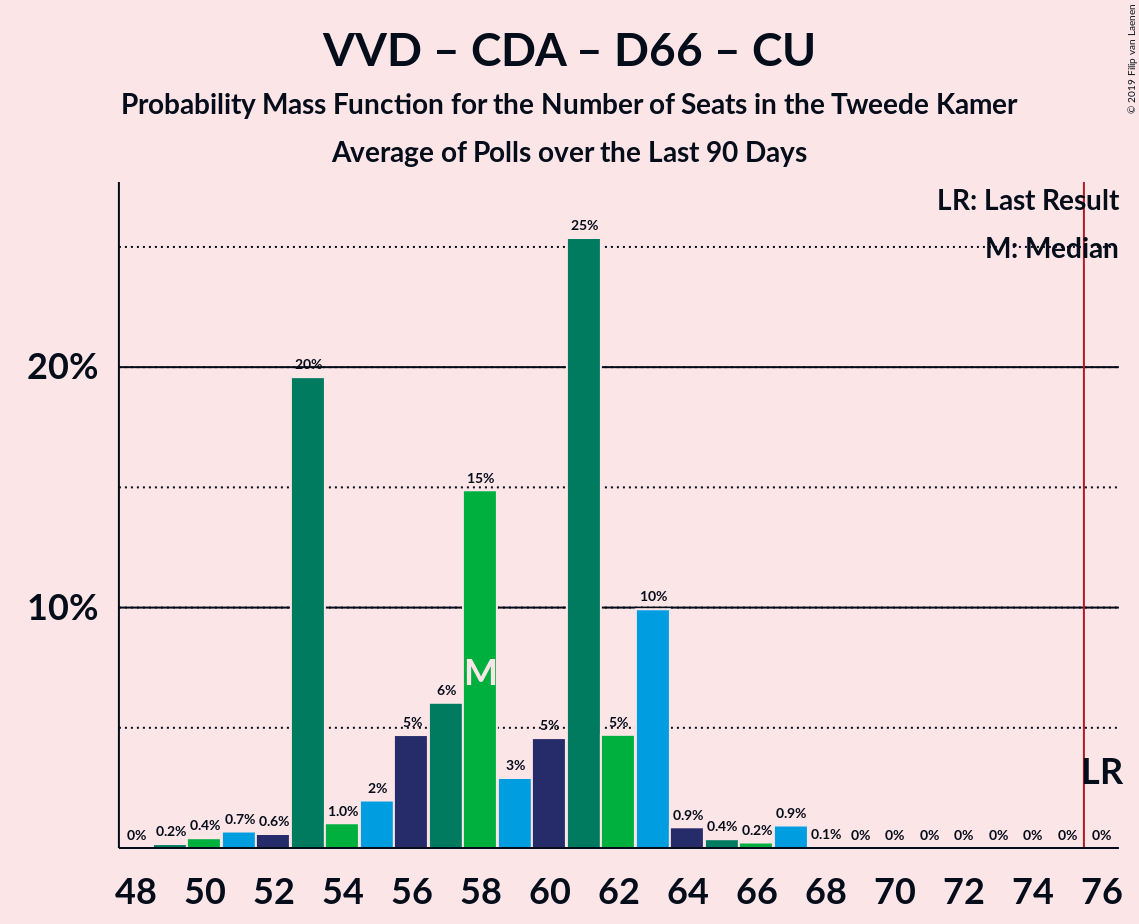 VVD – CDA – D66 – CU
Probability Mass Function for the Number of Seats in the Tweede Kamer
Average of Polls over the Last 90 Days
© 2019 Filip van Laenen
LR: Last Result
M: Median
25%
20%
20%
15%
10%
10%
6%
M
5%
5%
5%
3%
LR
2%
0% 0.2% 0.4% 0.7% 0.6% 1.0% 0.9% 0.4% 0.2% 0.9% 0.1% 0% 0% 0% 0% 0% 0% 0% 0%
48 50 52 54 56 58 60 62 64 66 68 70 72 74 76